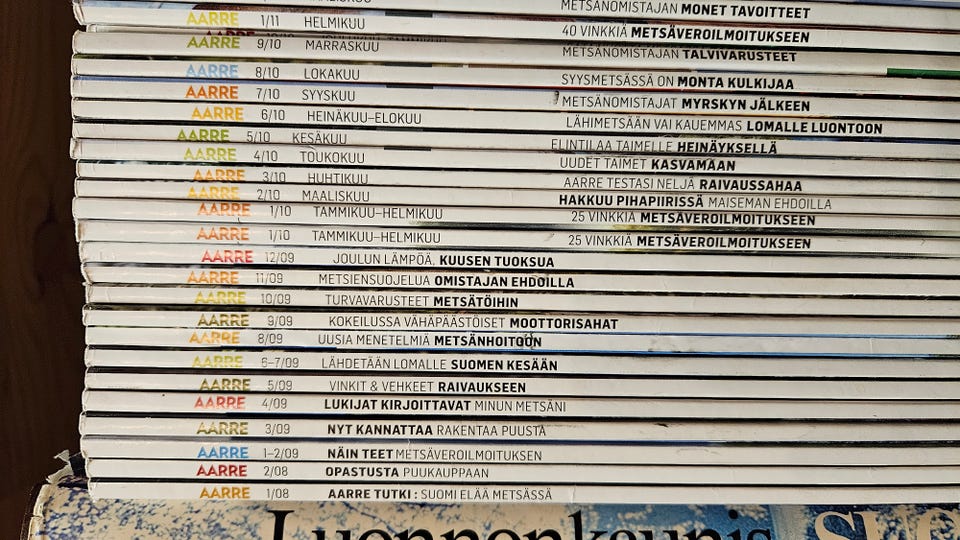 METSÄNOMISTAJAN MONET TAVOITTEET
AARRE 1/11 HELMIKUU 40 VINKKIÄ METSÄVEROILMOITUKSEEN
AARRE 9/10 MARRASKUU METSÄNOMISTAJAN TALVIVARUSTEET
AARRE 8/10 LOKAKUU SYYSMETSÄSSÄ ON MONTA KULKIJAA
AARRE 7/10 SYYSKUU METSÄNOMISTAJAT MYRSKYN JÄLKEEN
AARRE 6/10 HEINÄKUU–ELOKUU LÄHIMETSÄÄN VAI KAUEMMAS LOMALLE LUONTOON
AARRE 5/10 KESÄKUU ELINTILAA TAIMELLE HEINÄYKSELLÄ
AARRE 4/10 TOUKOKUU UUDET TAIMET KASVAMAAN
AARRE 3/10 HUHTIKUU AARRE TESTASI NELJÄ RAIVAUSSAHAA
AARRE 2/10 MAALISKUU HAKKUU PIHAPIIRISSÄ MAISEMAN EHDOILLA
AARRE 1/10 TAMMIKUU–HELMIKUU 25 VINKKIÄ METSÄVEROILMOITUKSEEN
AARRE 1/10 TAMMIKUU–HELMIKUU 25 VINKKIÄ METSÄVEROILMOITUKSEEN
AARRE 12/09 JOULUN LÄMPÖÄ, KUUSEN TUOKSUA
AARRE 11/09 METSIENSUOJELUA OMISTAJAN EHDOILLA
AARRE 10/09 TURVAVARUSTEET METSÄTÖIHIN
AARRE 9/09 KOKEILUSSA VÄHÄPÄÄSTÖISET MOOTTORISAHAT
AARRE 8/09 UUSIA MENETELMIÄ METSÄNHOITOON
AARRE 6–7/09 LÄHDETÄÄN LOMALLE SUOMEN KESÄÄN
AARRE 5/09 VINKIT & VEHKEET RAIVAUKSEEN
AARRE 4/09 LUKIJAT KIRJOITTAVAT MINUN METSÄNI
AARRE 3/09 NYT KANNATTAA RAKENTAA PUUSTA
AARRE 1–2/09 NÄIN TEET METSÄVEROILMOITUKSEN
AARRE 2/08 OPASTUSTA PUUKAUPPAAN
AARRE 1/08 AARRE TUTKI : SUOMI ELÄÄ METSÄSSÄ
Luonnonkaunis